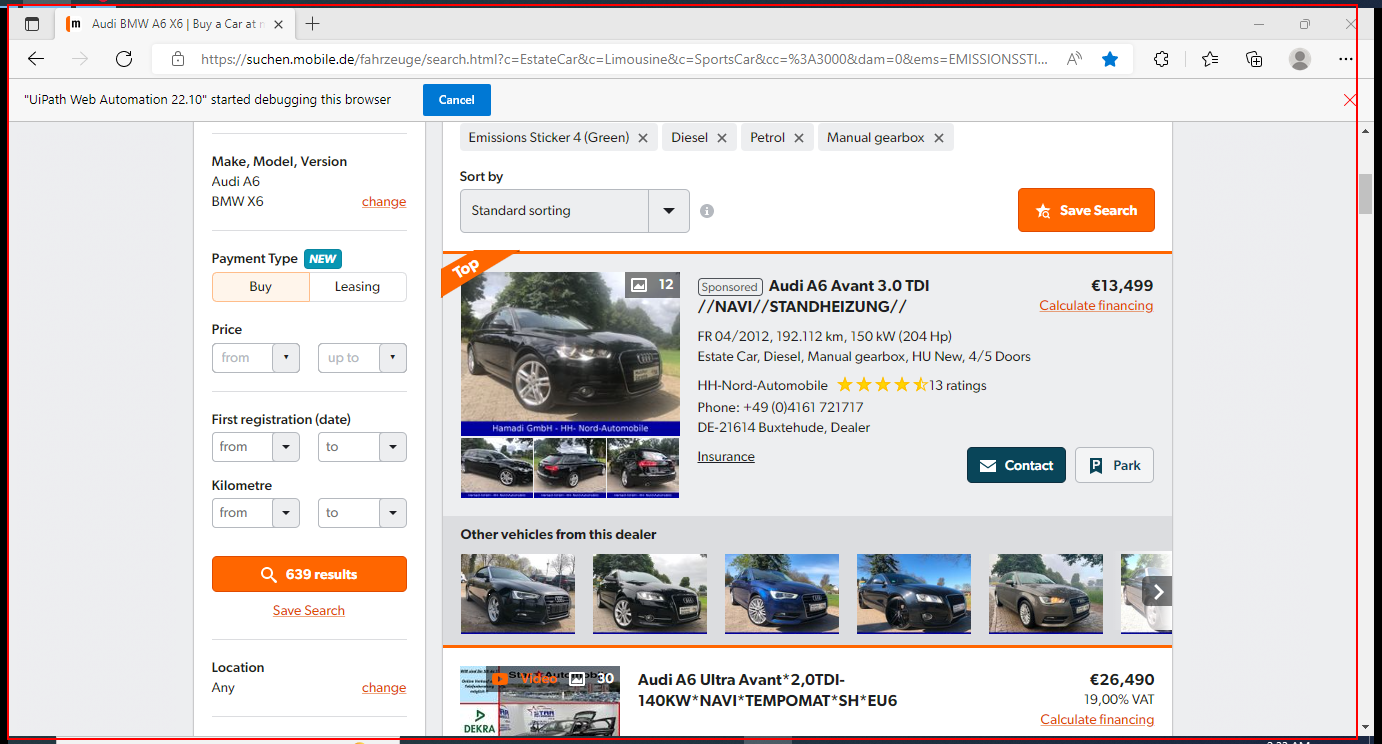 Audi BMW A6 X6 | Buy a Car at m
https://suchen.mobile.de/fahrzeuge/search.html?c=EstateCar&c=Limousine&c=SportsCar&cc=%3A3000&dam=0&ems=EMISSIONSSTI...
"UiPath Web Automation 22.10" started debugging this browser
Cancel
Make, Model, Version
Audi A6
BMW X6
change
Payment Type NEW
Buy
Leasing
Price
from
up to
First registration (date)
from
to
Kilometre
from
to
639 results
Save Search
Location
Any
change
Emissions Sticker 4 (Green)
Diesel
Petrol
Manual gearbox
Sort by
Standard sorting
Save Search
Top
12
Hamadi GmbH - HH- Nord-Automobile
Sponsored Audi A6 Avant 3.0 TDI
//NAVI//STANDHEIZUNG//
€13,499
Calculate financing
FR 04/2012, 192.112 km, 150 kW (204 Hp)
Estate Car, Diesel, Manual gearbox, HU New, 4/5 Doors
HH-Nord-Automobile 13 ratings
Phone: +49 (0)4161 721717
DE-21614 Buxtehude, Dealer
Insurance
Contact
Park
Other vehicles from this dealer
Video
30
DEKRA
Audi A6 Ultra Avant*2,0TDI-
140KW*NAVI*TEMPOMAT*SH*EU6
€26,490
19,00% VAT
Calculate financing